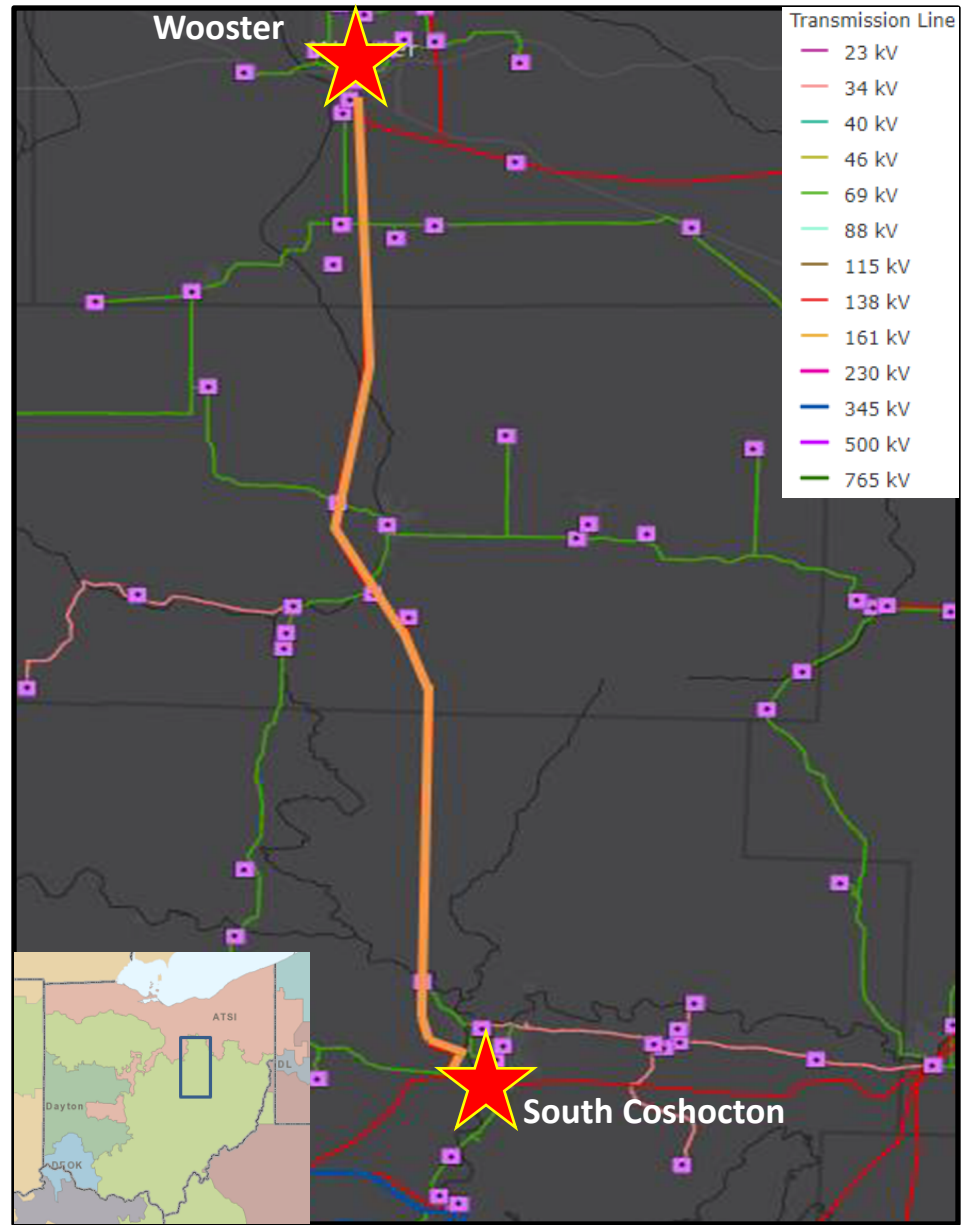 Wooster
Transmission Line
23 kV
34 kV
40 kV
46 kV
69 kV
88 kV
115 kV
138 kV
161 kV
230 kV
345 kV
500 kV
765 kV
ATSI
DL
Dayton
DEOK
South Coshocton